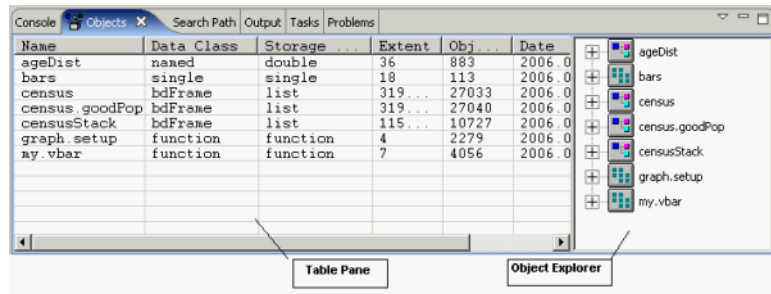 Console Objects Search Path Output Tasks Problems
Name Data Class Storage ... Extent Obj... Date
ageDist named double 36 883 2006.0
bars single single 18 113 2006.0
census bdFrame list 319... 27033 2006.0
census.goodPop bdFrame list 319... 27040 2006.0
censusStack bdFrame list 115... 10727 2006.0
graph.setup function function 4 2279 2006.0
my.vbar function function 7 4056 2006.0
ageDist
bars
census
census.goodPop
censusStack
graph.setup
my.vbar
Table Pane
Object Explorer